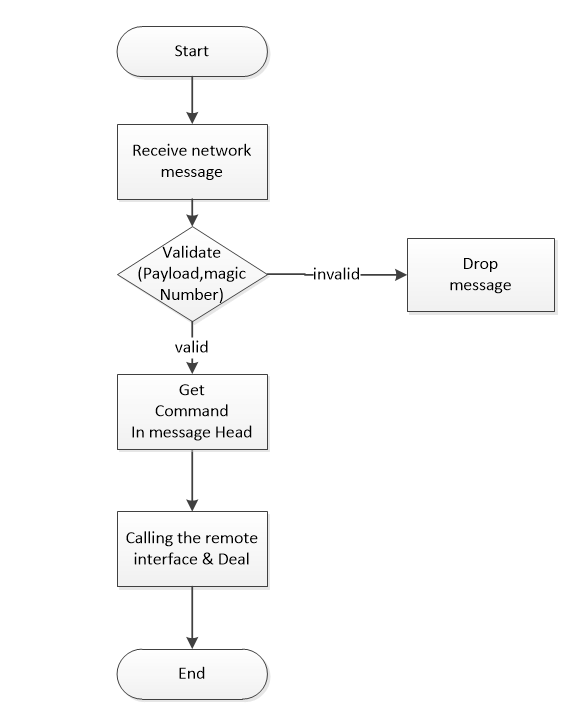 Start
Receive network
message
Validate
(Payload,magic
Number)
invalid
Drop
message
valid
Get
Command
In message Head
Calling the remote
interface & Deal
End